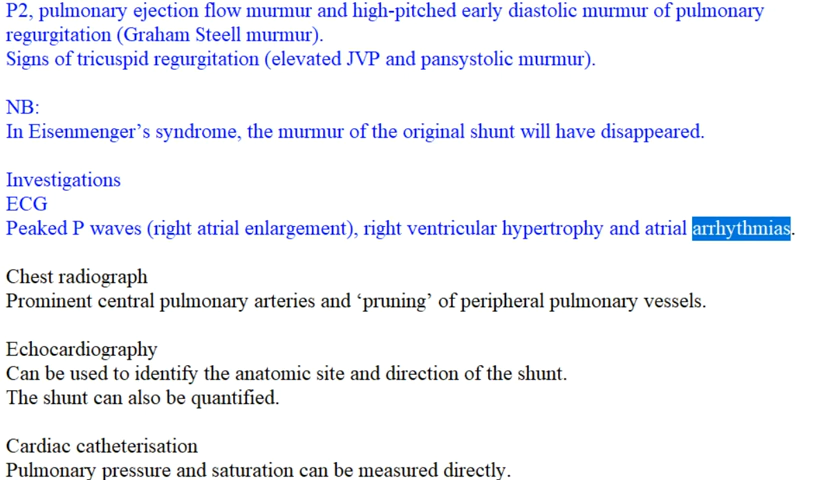 P2, pulmonary ejection flow murmur and high-pitched early diastolic murmur of pulmonary
regurgitation (Graham Steell murmur).
Signs of tricuspid regurgitation (elevated JVP and pansystolic murmur).
NB:
In Eisenmenger’s syndrome, the murmur of the original shunt will have disappeared.
Investigations
ECG
Peaked P waves (right atrial enlargement), right ventricular hypertrophy and atrial arrhythmias.
Chest radiograph
Prominent central pulmonary arteries and ‘pruning’ of peripheral pulmonary vessels.
Echocardiography
Can be used to identify the anatomic site and direction of the shunt.
The shunt can also be quantified.
Cardiac catheterisation
Pulmonary pressure and saturation can be measured directly.